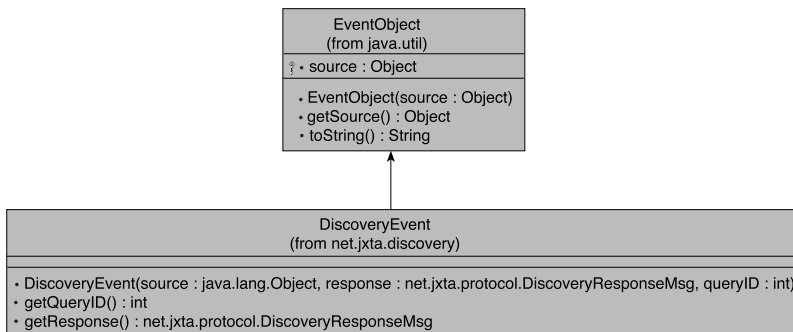 EventObject
(from java.util)
• source : Object
• EventObject(source : Object)
• getSource() : Object
• toString() : String
DiscoveryEvent
(from net.jxta.discovery)
• DiscoveryEvent(source : java.lang.Object, response : net.jxta.protocol.DiscoveryResponseMsg, queryID : int)
• getQueryID() : int
• getResponse() : net.jxta.protocol.DiscoveryResponseMsg